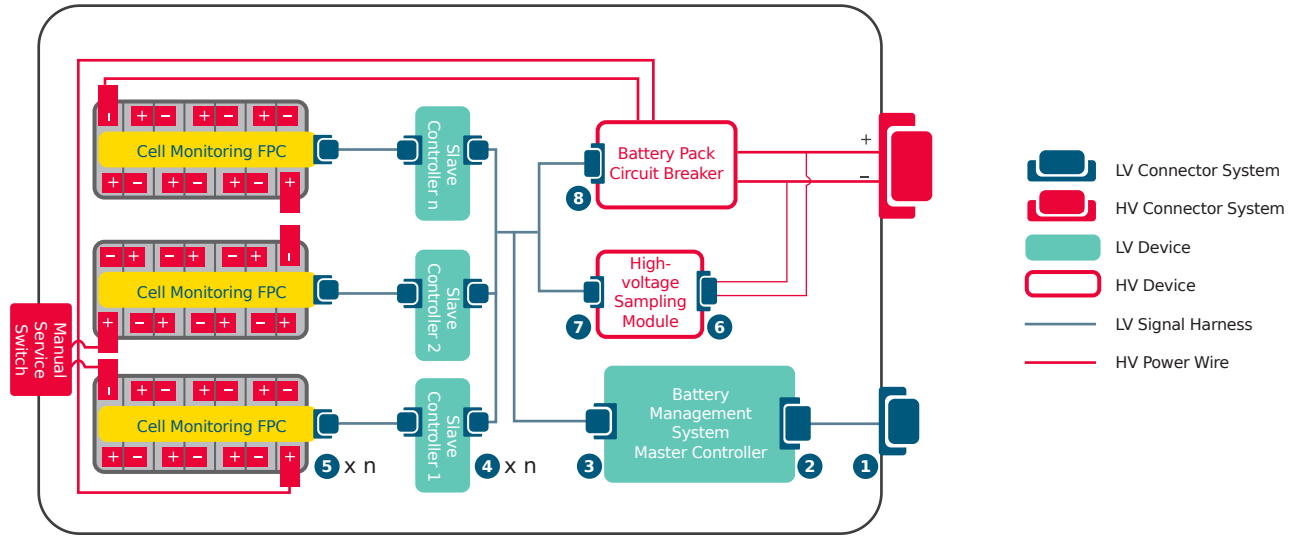 – + − + − + −
Cell Monitoring FPC
+ − + − + − +
− + − + − + –
Cell Monitoring FPC
+ − + − + − +
– + − + − + −
Cell Monitoring FPC
+ − + − + − +
5 x n
Manual
Service
Switch
Slave
Controller n
Slave
Controller 2
Slave
Controller 1
4 x n
Battery Pack
Circuit Breaker
8
+
−
High-
voltage
Sampling
Module
7
6
Battery
Management
System
Master Controller
3
2
1
LV Connector System
HV Connector System
LV Device
HV Device
LV Signal Harness
HV Power Wire